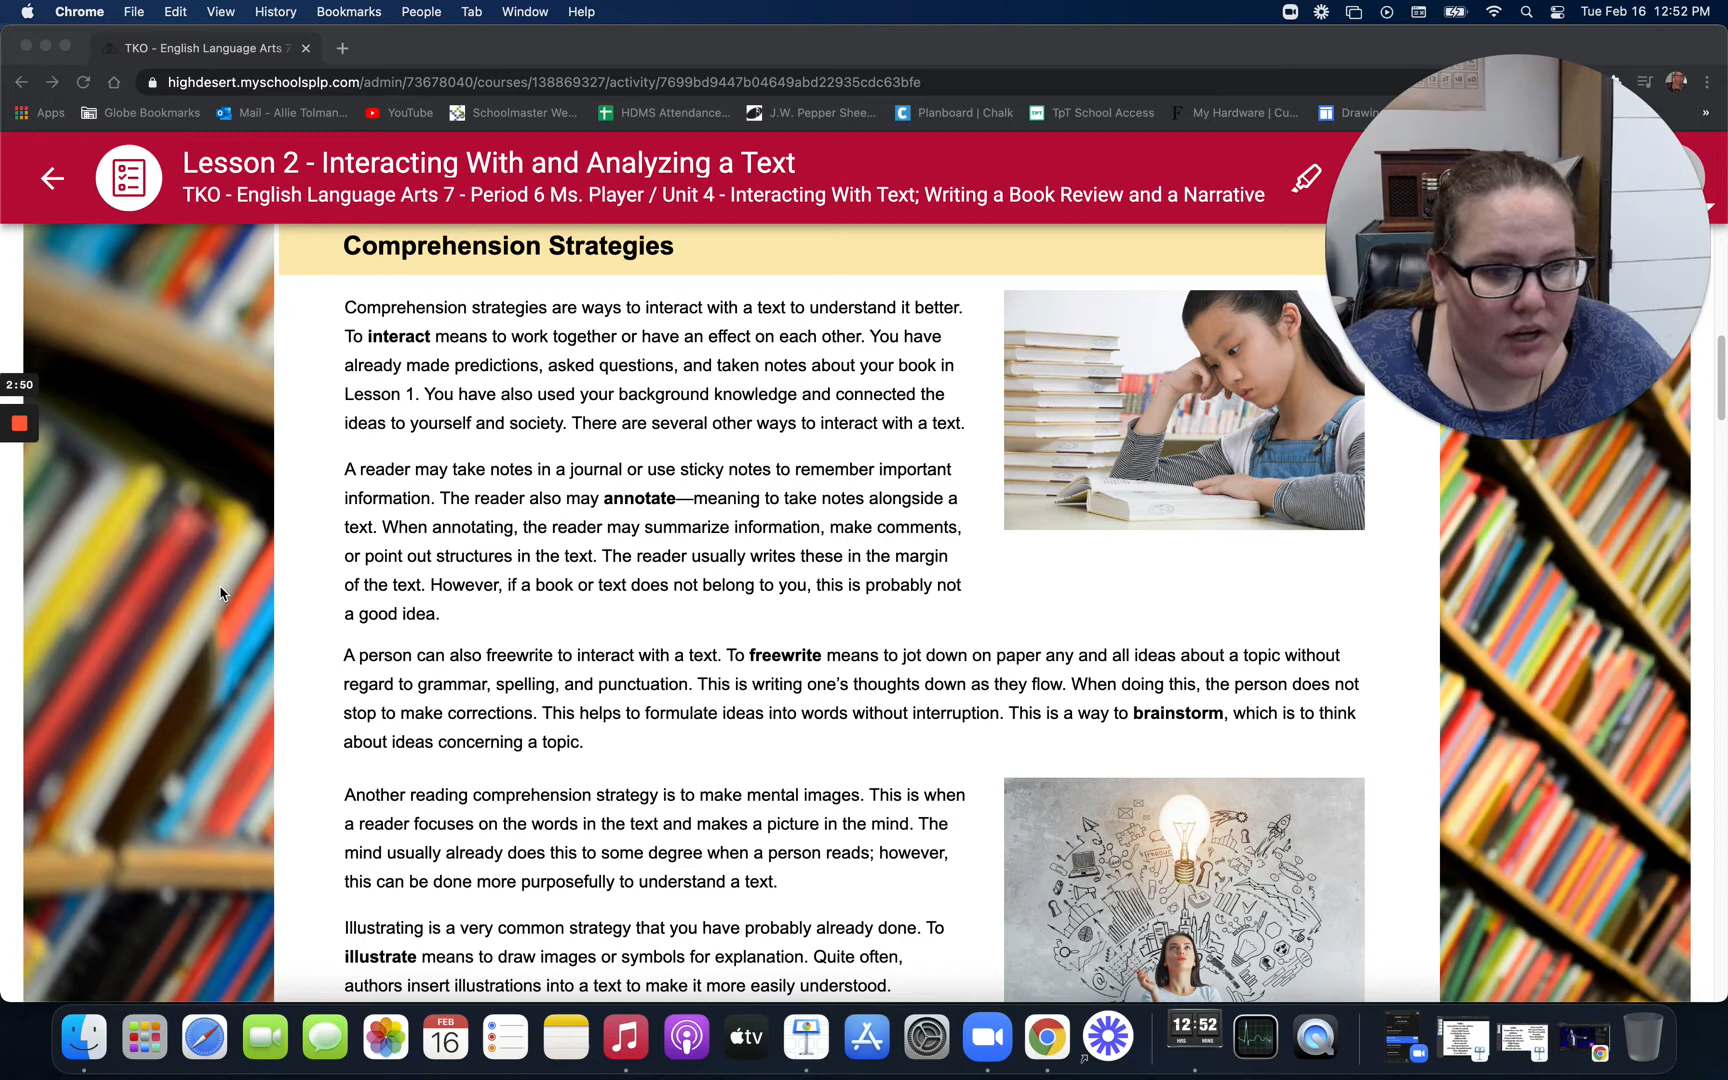 Chrome File Edit View History Bookmarks People Tab Window Help Tue Feb 16 12:52 PM
TKO - English Language Arts 7
highdesert.myschoolsplp.com/admin/73678040/courses/138869327/activity/7699bd9447b04649abd22935cdc63bfe
Apps Globe Bookmarks Mail – Allie Tolman... YouTube Schoolmaster We... HDMS Attendance... J.W. Pepper Shee... Planboard | Chalk TpT School Access My Hardware | Cu... Drawin
Lesson 2 - Interacting With and Analyzing a Text
TKO - English Language Arts 7 - Period 6 Ms. Player / Unit 4 - Interacting With Text; Writing a Book Review and a Narrative
Comprehension Strategies
Comprehension strategies are ways to interact with a text to understand it better.
To interact means to work together or have an effect on each other. You have
already made predictions, asked questions, and taken notes about your book in
Lesson 1. You have also used your background knowledge and connected the
ideas to yourself and society. There are several other ways to interact with a text.
2:50
A reader may take notes in a journal or use sticky notes to remember important
information. The reader also may annotate—meaning to take notes alongside a
text. When annotating, the reader may summarize information, make comments,
or point out structures in the text. The reader usually writes these in the margin
of the text. However, if a book or text does not belong to you, this is probably not
a good idea.
A person can also freewrite to interact with a text. To freewrite means to jot down on paper any and all ideas about a topic without
regard to grammar, spelling, and punctuation. This is writing one's thoughts down as they flow. When doing this, the person does not
stop to make corrections. This helps to formulate ideas into words without interruption. This is a way to brainstorm, which is to think
about ideas concerning a topic.
Another reading comprehension strategy is to make mental images. This is when
a reader focuses on the words in the text and makes a picture in the mind. The
mind usually already does this to some degree when a person reads; however,
this can be done more purposefully to understand a text.
Illustrating is a very common strategy that you have probably already done. To
illustrate means to draw images or symbols for explanation. Quite often,
authors insert illustrations into a text to make it more easily understood.
FEB
16
tv
12:52
HRS MINS